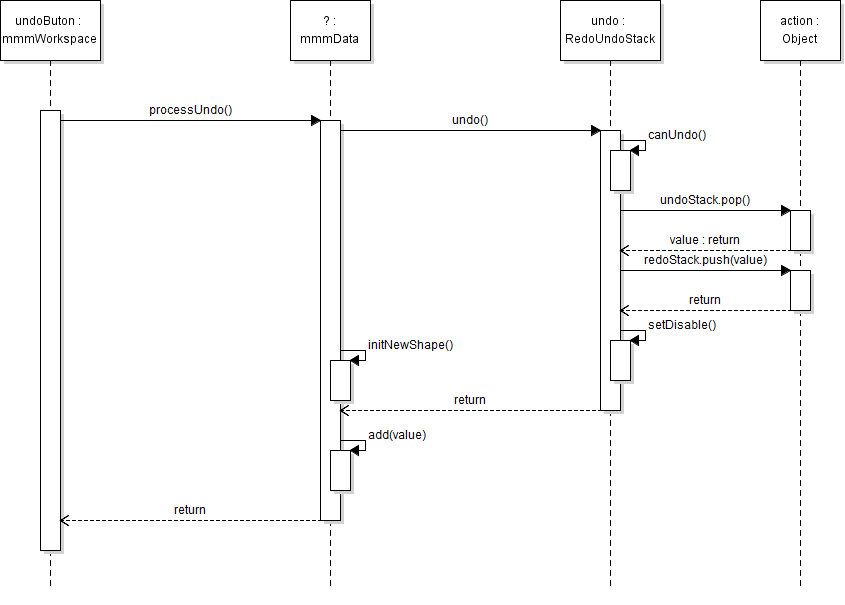 undoButon :
mmmWorkspace
? :
mmmData
undo :
RedoUndoStack
action :
Object
processUndo()
undo()
canUndo()
undoStack.pop()
value : return
redoStack.push(value)
return
setDisable()
initNewShape()
return
add(value)
return